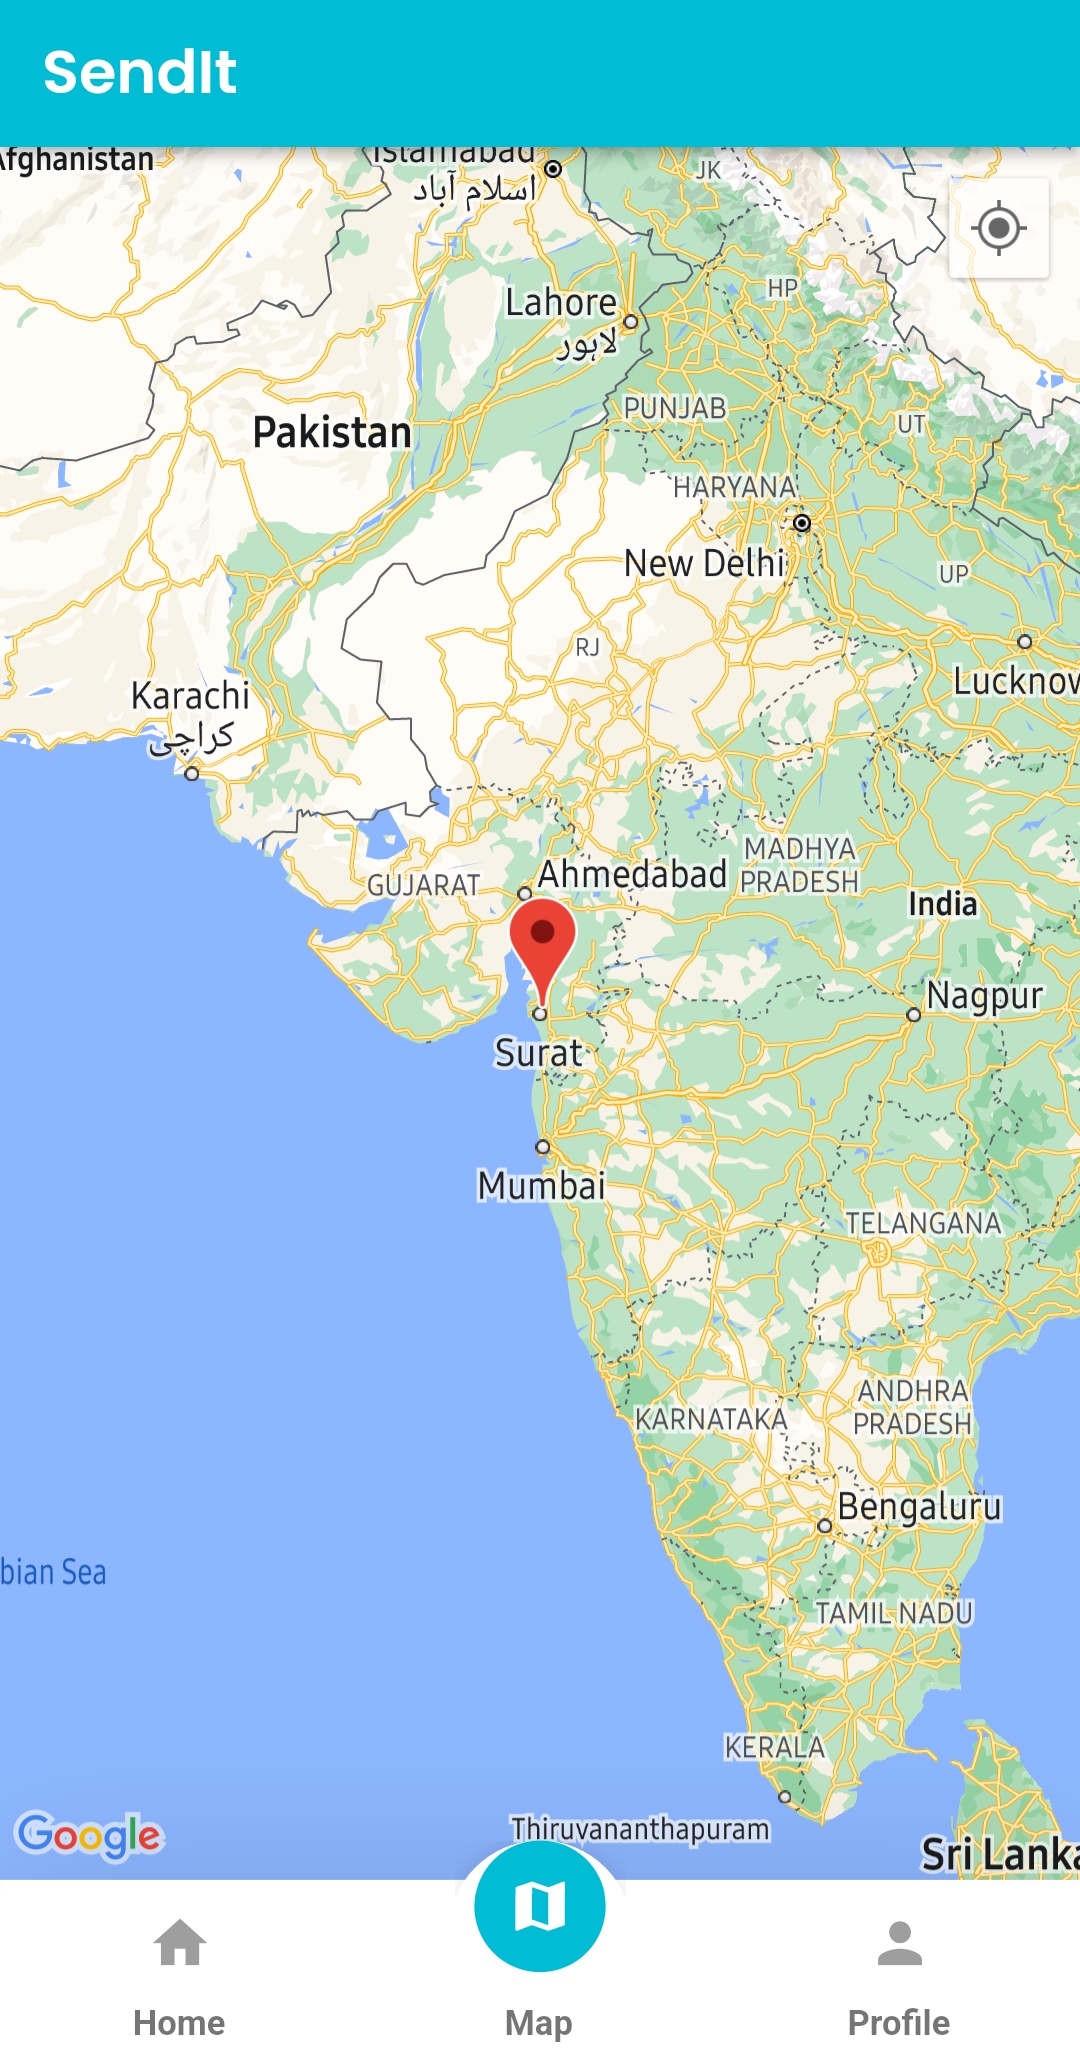 SendIt
Afghanistan
Islamabad
اسلام آباد
JK
HP
Lahore
لاہور
PUNJAB
Pakistan
UT
HARYANA
New Delhi
UP
RJ
Lucknow
Karachi
کراچی
MADHYA
PRADESH
Ahmedabad
GUJARAT
India
Nagpur
Surat
Mumbai
TELANGANA
ANDHRA
PRADESH
KARNATAKA
Bengaluru
bian Sea
TAMIL NADU
KERALA
Thiruvananthapuram
Google
Sri Lanka
Home
Map
Profile